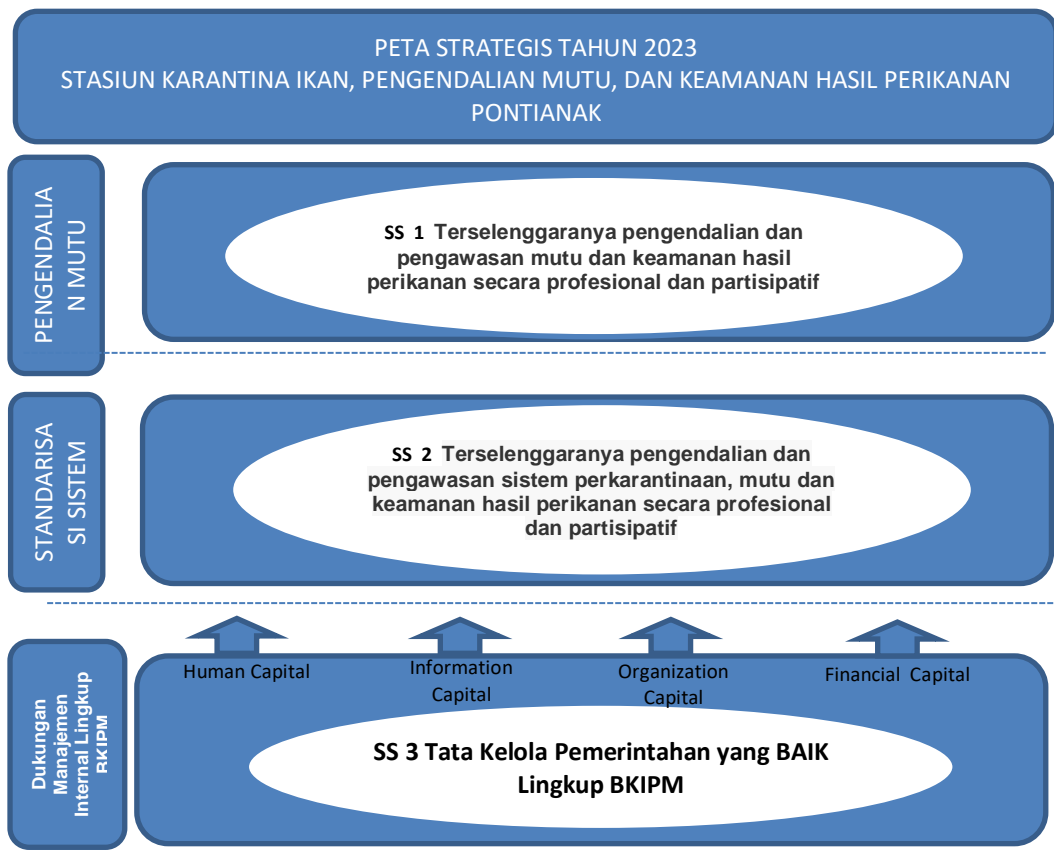 PETA STRATEGIS TAHUN 2023
STASIUN KARANTINA IKAN, PENGENDALIAN MUTU, DAN KEAMANAN HASIL PERIKANAN
PONTIANAK
PENGENDALIA
N MUTU
SS 1 Terselenggaranya pengendalian dan
pengawasan mutu dan keamanan hasil
perikanan secara profesional dan partisipatif
STANDARISA
SI SISTEM
SS 2 Terselenggaranya pengendalian dan
pengawasan sistem perkarantinaan, mutu dan
keamanan hasil perikanan secara profesional
dan partisipatif
Human Capital
Information
Capital
Organization
Capital
Financial Capital
Dukungan
Manajemen
Internal Lingkup
BKIPM
SS 3 Tata Kelola Pemerintahan yang BAIK
Lingkup BKIPM